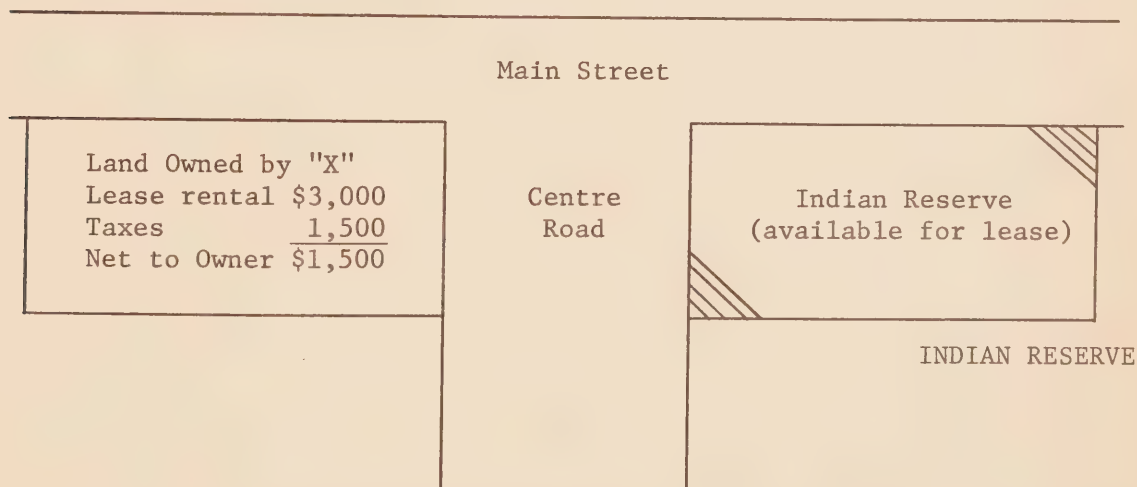 Main Street
Land Owned by "X"
Lease rental $3,000
Taxes 1,500
Net to Owner $1,500
Centre
Road
Indian Reserve
(available for lease)
INDIAN RESERVE